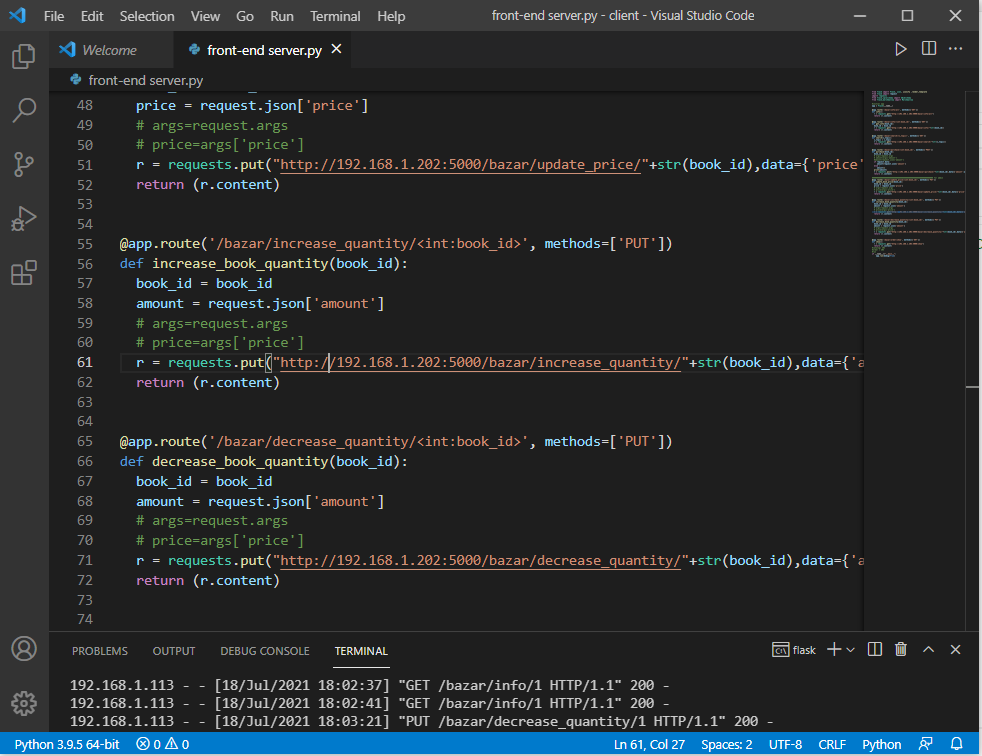 File Edit Selection View Go Run Terminal Help front-end server.py - client - Visual Studio Code
Welcome front-end server.py
front-end server.py
48 price = request.json['price']
49 # args=request.args
50 # price=args['price']
51 r = requests.put("http://192.168.1.202:5000/bazar/update_price/"+str(book_id),data={'price'
52 return (r.content)
53
54
55 @app.route('/bazar/increase_quantity/<int:book_id>', methods=['PUT'])
56 def increase_book_quantity(book_id):
57 book_id = book_id
58 amount = request.json['amount']
59 # args=request.args
60 # price=args['price']
61 r = requests.put("http://192.168.1.202:5000/bazar/increase_quantity/"+str(book_id),data={'a
62 return (r.content)
63
64
65 @app.route('/bazar/decrease_quantity/<int:book_id>', methods=['PUT'])
66 def decrease_book_quantity(book_id):
67 book_id = book_id
68 amount = request.json['amount']
69 # args=request.args
70 # price=args['price']
71 r = requests.put("http://192.168.1.202:5000/bazar/decrease_quantity/"+str(book_id),data={'a
72 return (r.content)
73
74
PROBLEMS OUTPUT DEBUG CONSOLE TERMINAL flask
192.168.1.113 - - [18/Jul/2021 18:02:37] "GET /bazar/info/1 HTTP/1.1" 200 -
192.168.1.113 - - [18/Jul/2021 18:02:41] "GET /bazar/info/1 HTTP/1.1" 200 -
192.168.1.113 - - [18/Jul/2021 18:03:21] "PUT /bazar/decrease_quantity/1 HTTP/1.1" 200 -
Python 3.9.5 64-bit 0 0 Ln 61, Col 27 Spaces: 2 UTF-8 CRLF Python